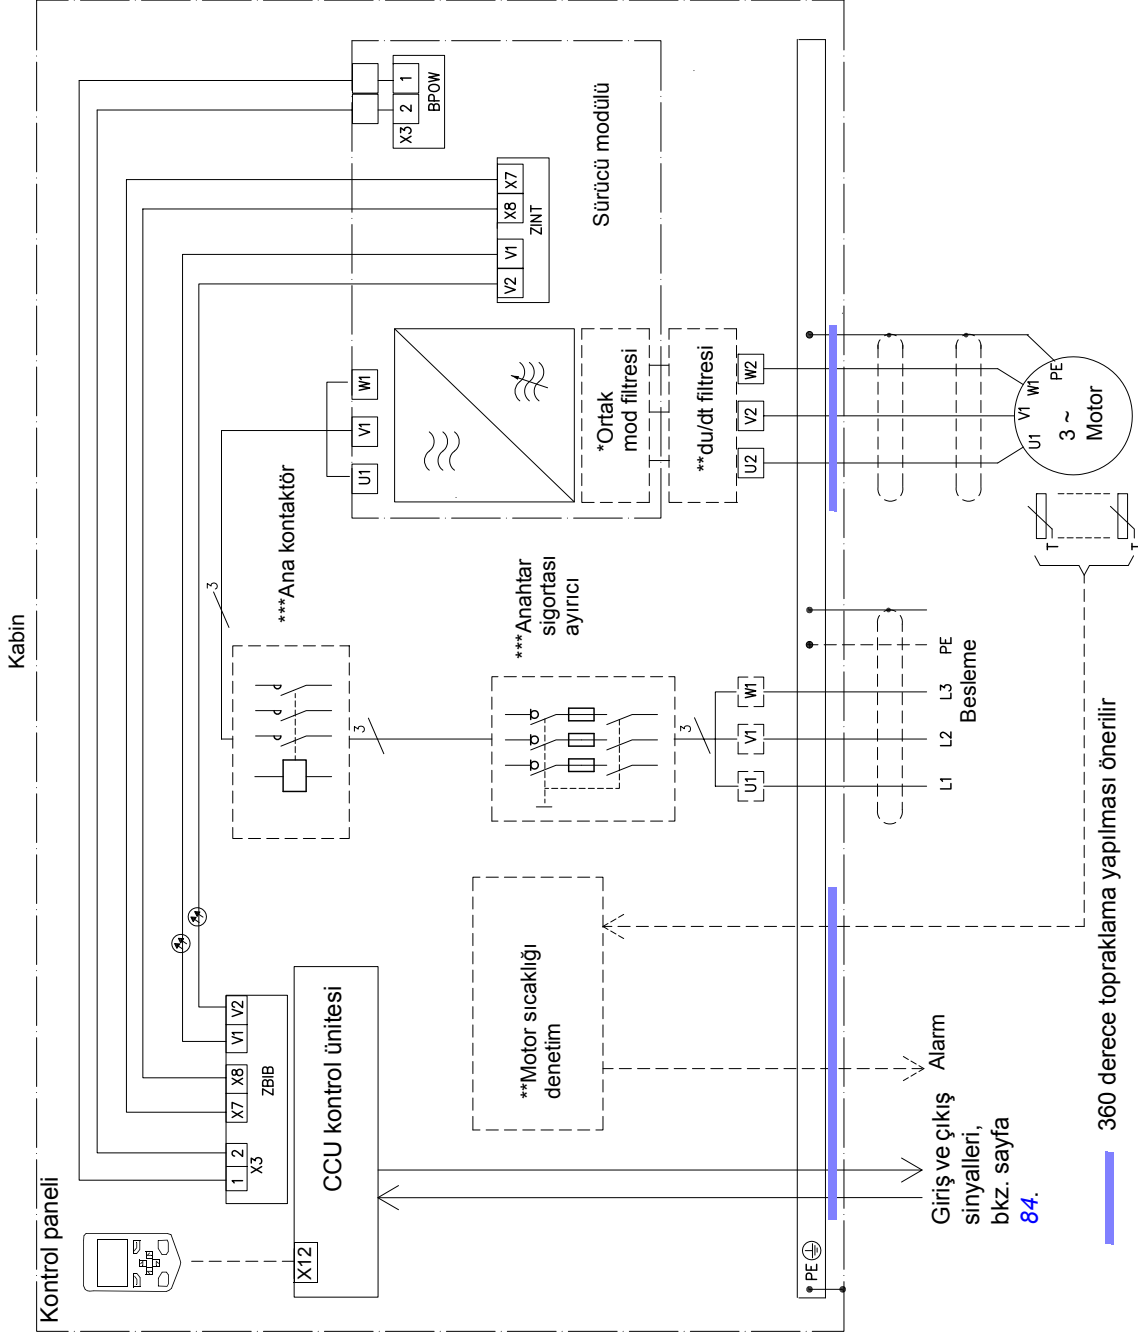 Kabin
Kontrol paneli
X12
CCU kontrol ünitesi
1
2
X3
X7
X8
V1
V2
ZBIB
1
2
X3
BPOW
X7
X8
V1
V2
ZINT
Sürücü modülü
***Ana kontaktör
3
3
3
***Anahtar
sigortası
ayırıcı
U1
V1
W1
*Ortak
mod filtresi
**du/dt filtresi
U2
V2
W2
U1
V1
W1
**Motor sıcaklığı
denetim
PE
Giriş ve çıkış
sinyalleri,
bkz. sayfa
84.
Alarm
L1
L2
L3
PE
Besleme
U1
V1
W1
PE
3 ~
Motor
T
T
360 derece topraklama yapılması önerilir